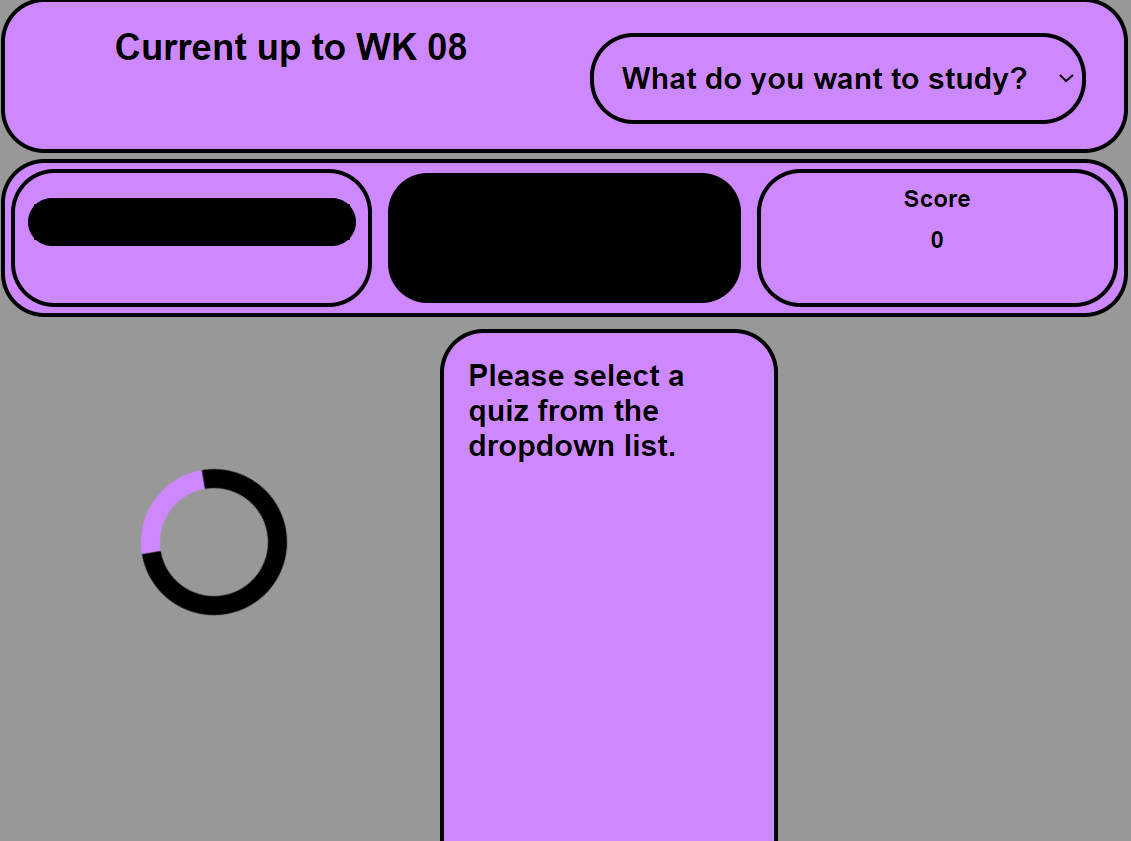 Current up to WK 08
What do you want to study?
Score
0
Please select a
quiz from the
dropdown list.